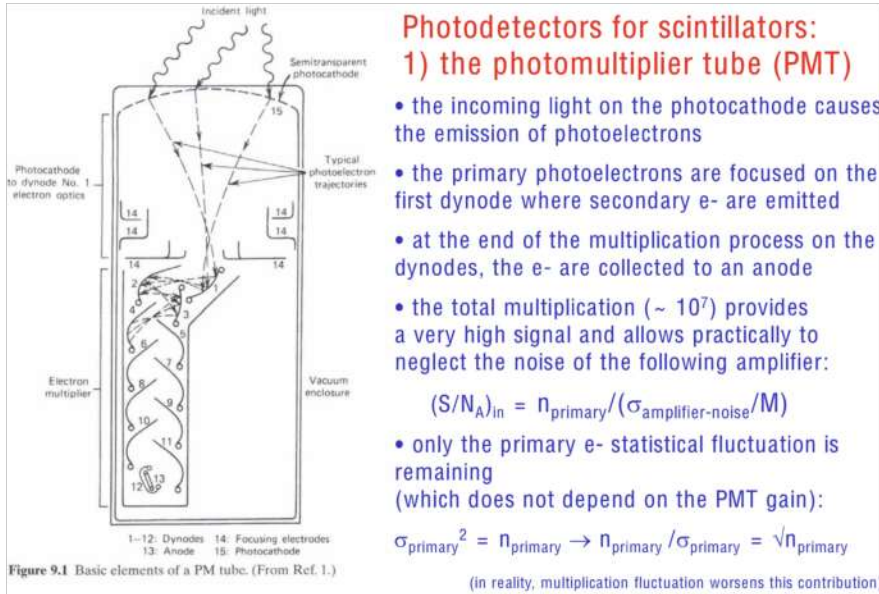 Incident light
Semitransparent
photocathode
15
Photocathode
to dynode No. 1
electron optics
Typical
photoelectron
trajectories
14
14
14
14
14
14
1
2
3
4
5
6
7
8
9
10
11
12
13
Electron
multiplier
Vacuum
enclosure
1–12: Dynodes 14: Focusing electrodes
13: Anode 15: Photocathode
Figure 9.1 Basic elements of a PM tube. (From Ref. 1.)
Photodetectors for scintillators:
1) the photomultiplier tube (PMT)
• the incoming light on the photocathode causes
the emission of photoelectrons
• the primary photoelectrons are focused on the
first dynode where secondary e- are emitted
• at the end of the multiplication process on the
dynodes, the e- are collected to an anode
• the total multiplication (~ 10⁷) provides
a very high signal and allows practically to
neglect the noise of the following amplifier:
(S/N_A)_in = n_primary/(σ_amplifier-noise/M)
• only the primary e- statistical fluctuation is
remaining
(which does not depend on the PMT gain):
σ_primary² = n_primary → n_primary /σ_primary = √n_primary
(in reality, multiplication fluctuation worsens this contribution